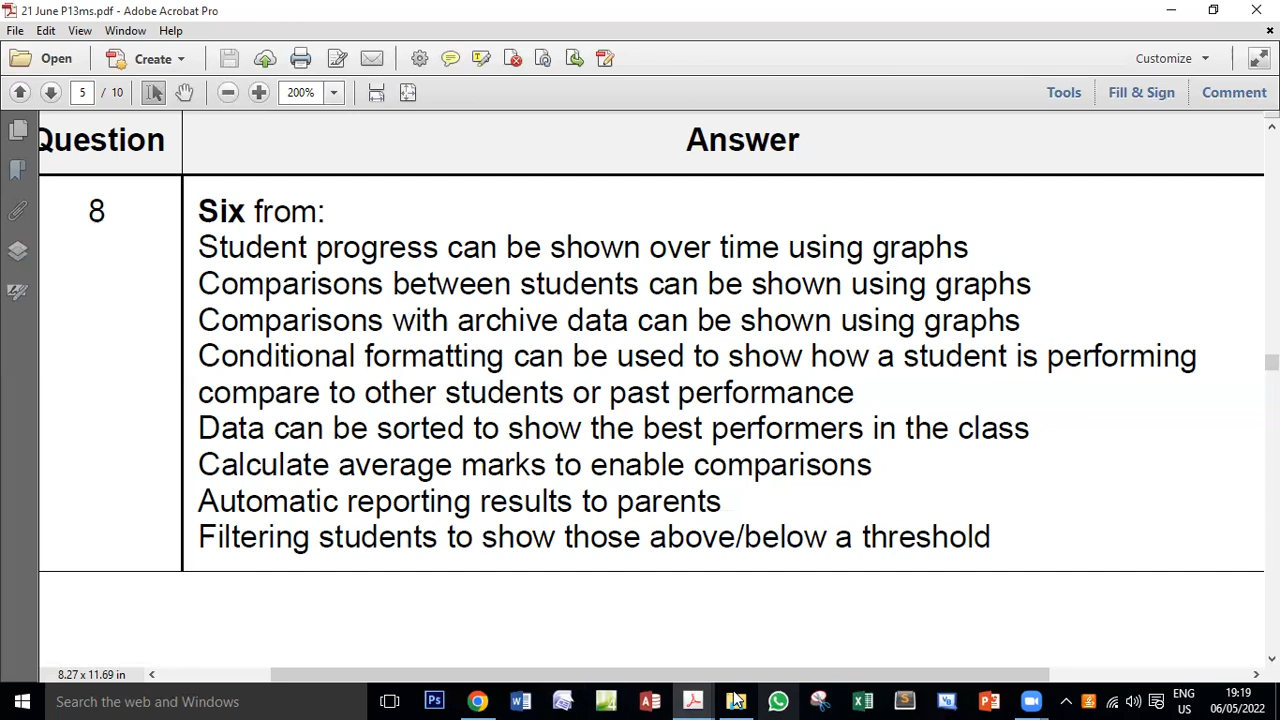 21 June P13ms.pdf - Adobe Acrobat Pro
File Edit View Window Help
Open Create Customize
5 / 10 200% Tools Fill & Sign Comment
Question Answer
8 Six from:
Student progress can be shown over time using graphs
Comparisons between students can be shown using graphs
Comparisons with archive data can be shown using graphs
Conditional formatting can be used to show how a student is performing
compare to other students or past performance
Data can be sorted to show the best performers in the class
Calculate average marks to enable comparisons
Automatic reporting results to parents
Filtering students to show those above/below a threshold
8.27 x 11.69 in
Search the web and Windows
ENG 19:19
US 06/05/2022